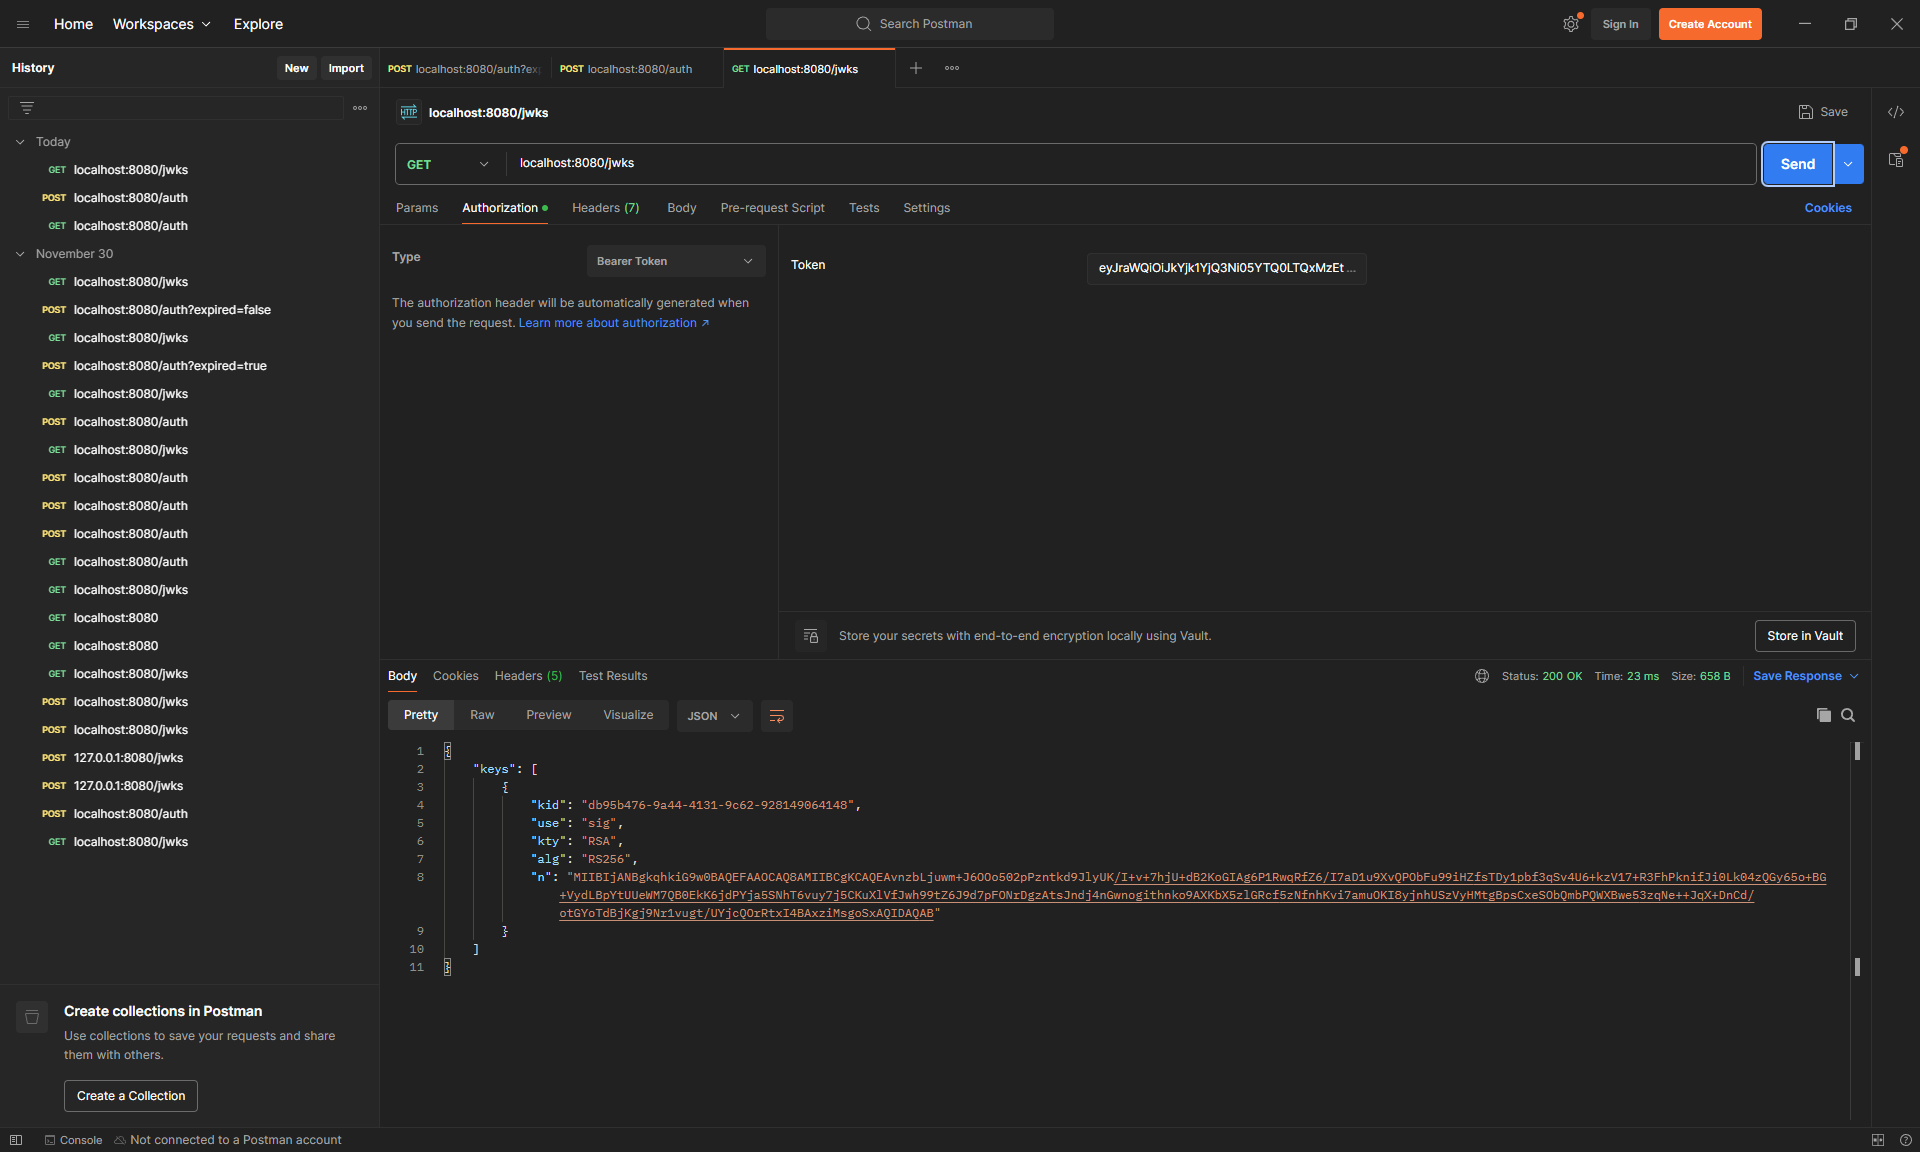 Home
Workspaces
Explore
Search Postman
Sign In
Create Account
History
New
Import
POST localhost:8080/auth?ex
POST localhost:8080/auth
GET localhost:8080/jwks
HTTP localhost:8080/jwks
Save
Today
GET localhost:8080/jwks
POST localhost:8080/auth
GET localhost:8080/auth
November 30
GET localhost:8080/jwks
POST localhost:8080/auth?expired=false
GET localhost:8080/jwks
POST localhost:8080/auth?expired=true
GET localhost:8080/jwks
POST localhost:8080/auth
GET localhost:8080/jwks
POST localhost:8080/auth
POST localhost:8080/auth
POST localhost:8080/auth
GET localhost:8080/auth
GET localhost:8080/jwks
GET localhost:8080
GET localhost:8080
GET localhost:8080/jwks
POST localhost:8080/jwks
POST localhost:8080/jwks
POST 127.0.0.1:8080/jwks
POST 127.0.0.1:8080/jwks
POST localhost:8080/auth
GET localhost:8080/jwks
Create collections in Postman
Use collections to save your requests and share
them with others.
Create a Collection
GET
localhost:8080/jwks
Send
Params
Authorization
Headers (7)
Body
Pre-request Script
Tests
Settings
Cookies
Type
Bearer Token
The authorization header will be automatically generated when
you send the request. Learn more about authorization ↗
Token
eyJraWQiOiJkYjk1YjQ3Ni05YTQ0LTQxMzEt ...
Store your secrets with end-to-end encryption locally using Vault.
Store in Vault
Body
Cookies
Headers (5)
Test Results
Status: 200 OK
Time: 23 ms
Size: 658 B
Save Response
Pretty
Raw
Preview
Visualize
JSON
1 {
2 "keys": [
3 {
4 "kid": "db95b476-9a44-4131-9c62-928149064148",
5 "use": "sig",
6 "kty": "RSA",
7 "alg": "RS256",
8 "n": "MIIBIjANBgkqhkiG9w0BAQEFAAOCAQ8AMIIBCgKCAQEAvnzbLjuwm+J6OOo502pPzntkd9JlyUK/I+v+7hjU+dB2KoGIAg6P1RwqRfZ6/I7aD1u9XvQPObFu99iHZfsTDy1pbf3qSv4U6+kzV17+R3FhPknifJi0Lk04zQGy65o+BG
+VydLBpYtUUeWM7QB0EkK6jdPYja5SNhT6vuy7j5CKuXlVfJwh99tZ6J9d7pFONrDgzAtsJndj4nGwnogithnko9AXKbX5zlGRcf5zNfnhKvi7amuOKI8yjnhUSzVyHMtgBpsCxeSObQmbPQWXBwe53zqNe++JqX+DnCd/
otGYoTdBjKgj9Nr1vugt/UYjcQOrRtxI4BAxziMsgoSxAQIDAQAB"
9 }
10 ]
11 }
Console
Not connected to a Postman account